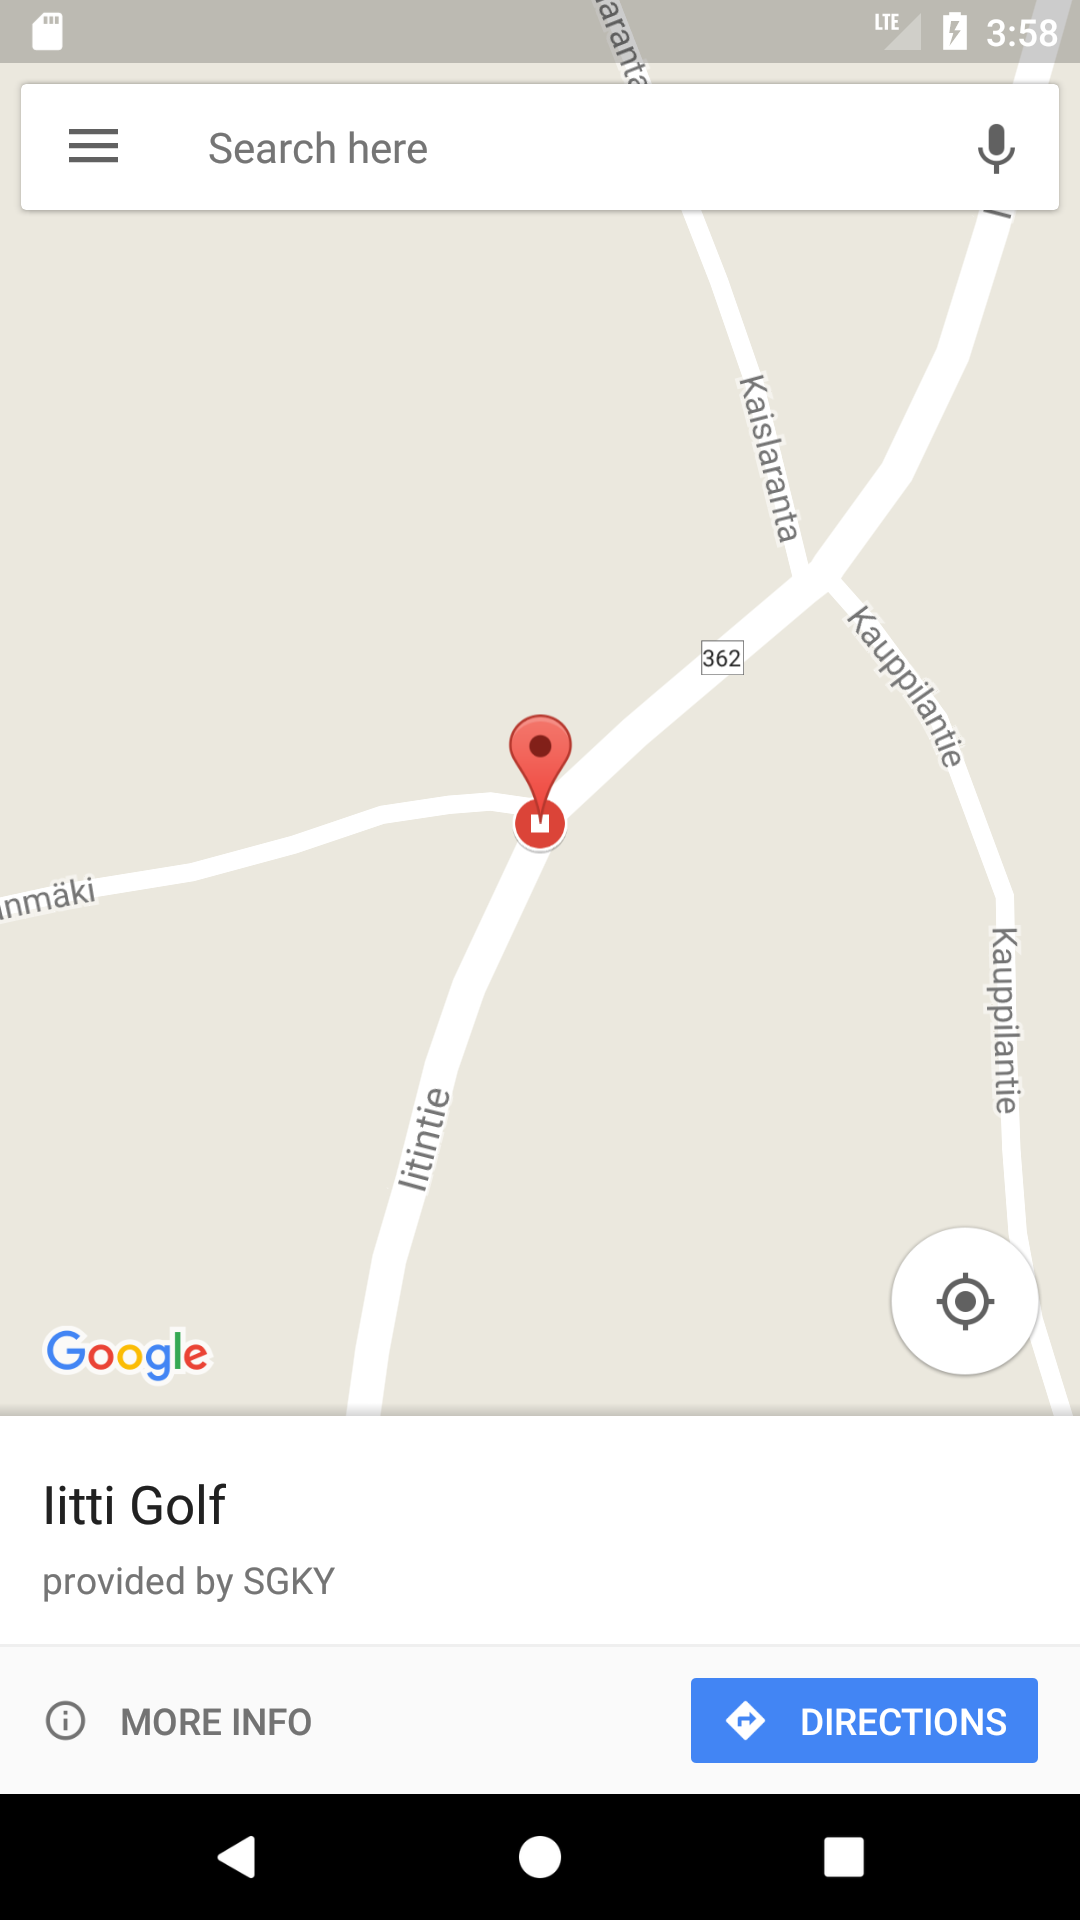 LTE 3:58
Search here
Kaislaranta
362
Kauppilantie
Kauppilantie
Iitintie
Google
Iitti Golf
provided by SGKY
MORE INFO
DIRECTIONS